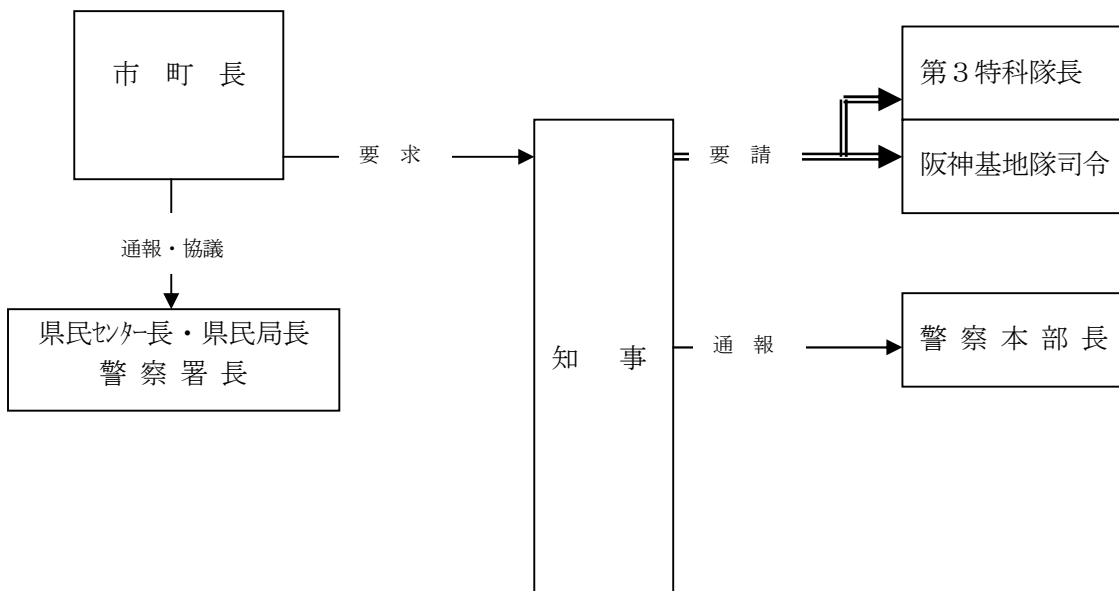 市 町 長
第３特科隊長
要 求
要 請
阪神基地隊司令
通報・協議
県民ｾﾝﾀｰ長・県民局長
警 察 署 長
知 事
通 報
警 察 本 部 長